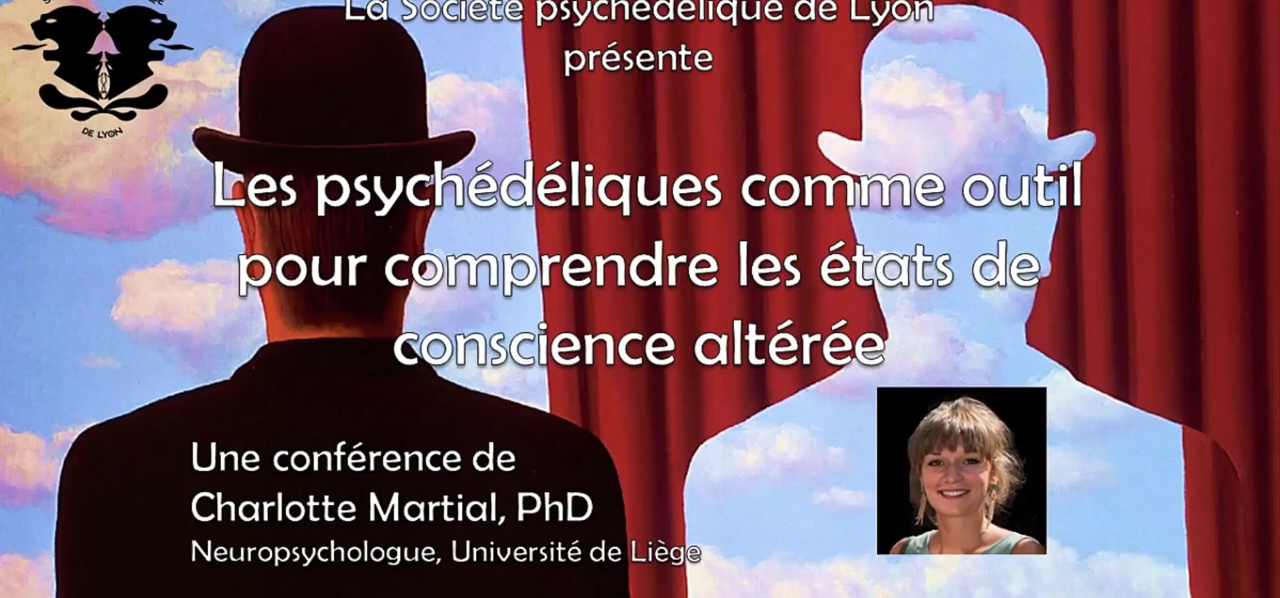 DE LYON
La Société psychédélique de Lyon
présente
Les psychédéliques comme outil
pour comprendre les états de
conscience altérée
Une conférence de
Charlotte Martial, PhD
Neuropsychologue, Université de Liège